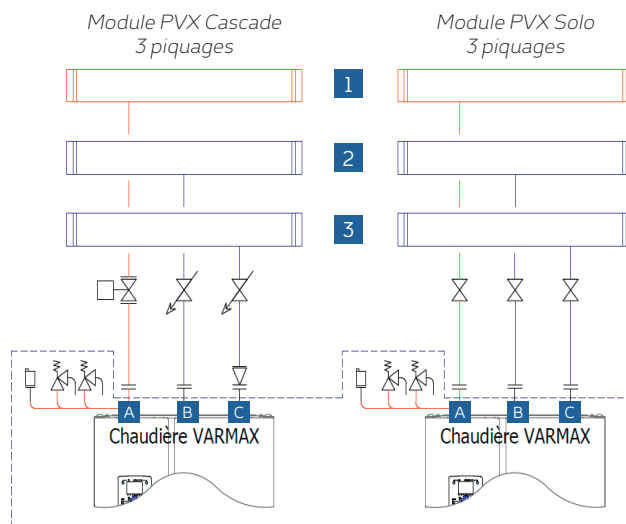 Module PVX Cascade
3 piquages
Module PVX Solo
3 piquages
1
2
3
A
B
C
A
B
C
Chaudière VARMAX
Chaudière VARMAX